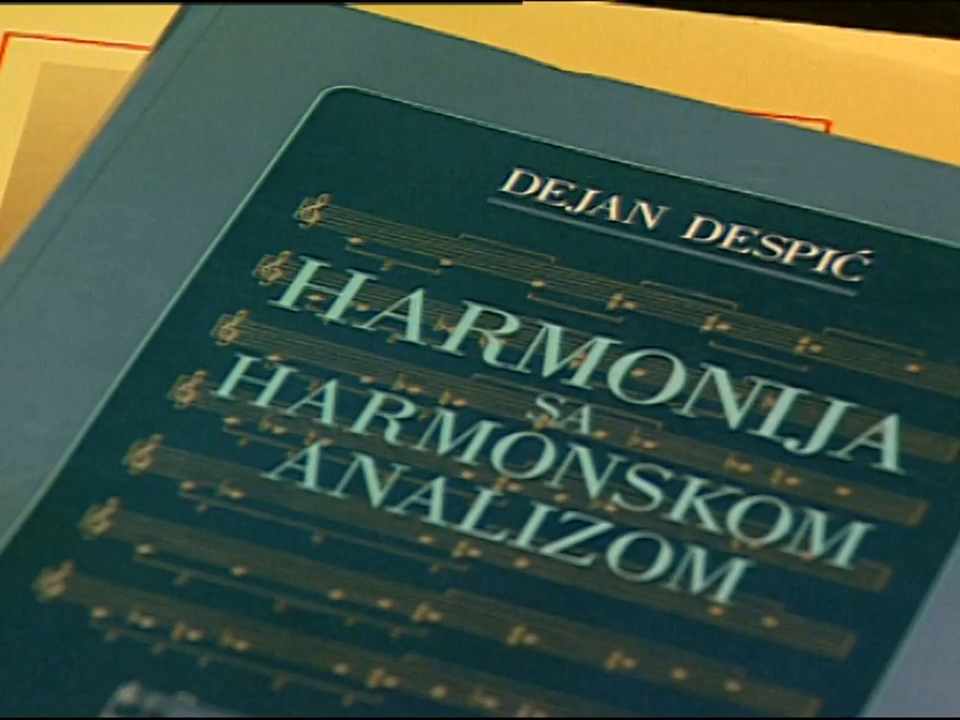 DEJAN DESPIĆ
HARMONIJA
SA
HARMONSKOM
ANALIZOM